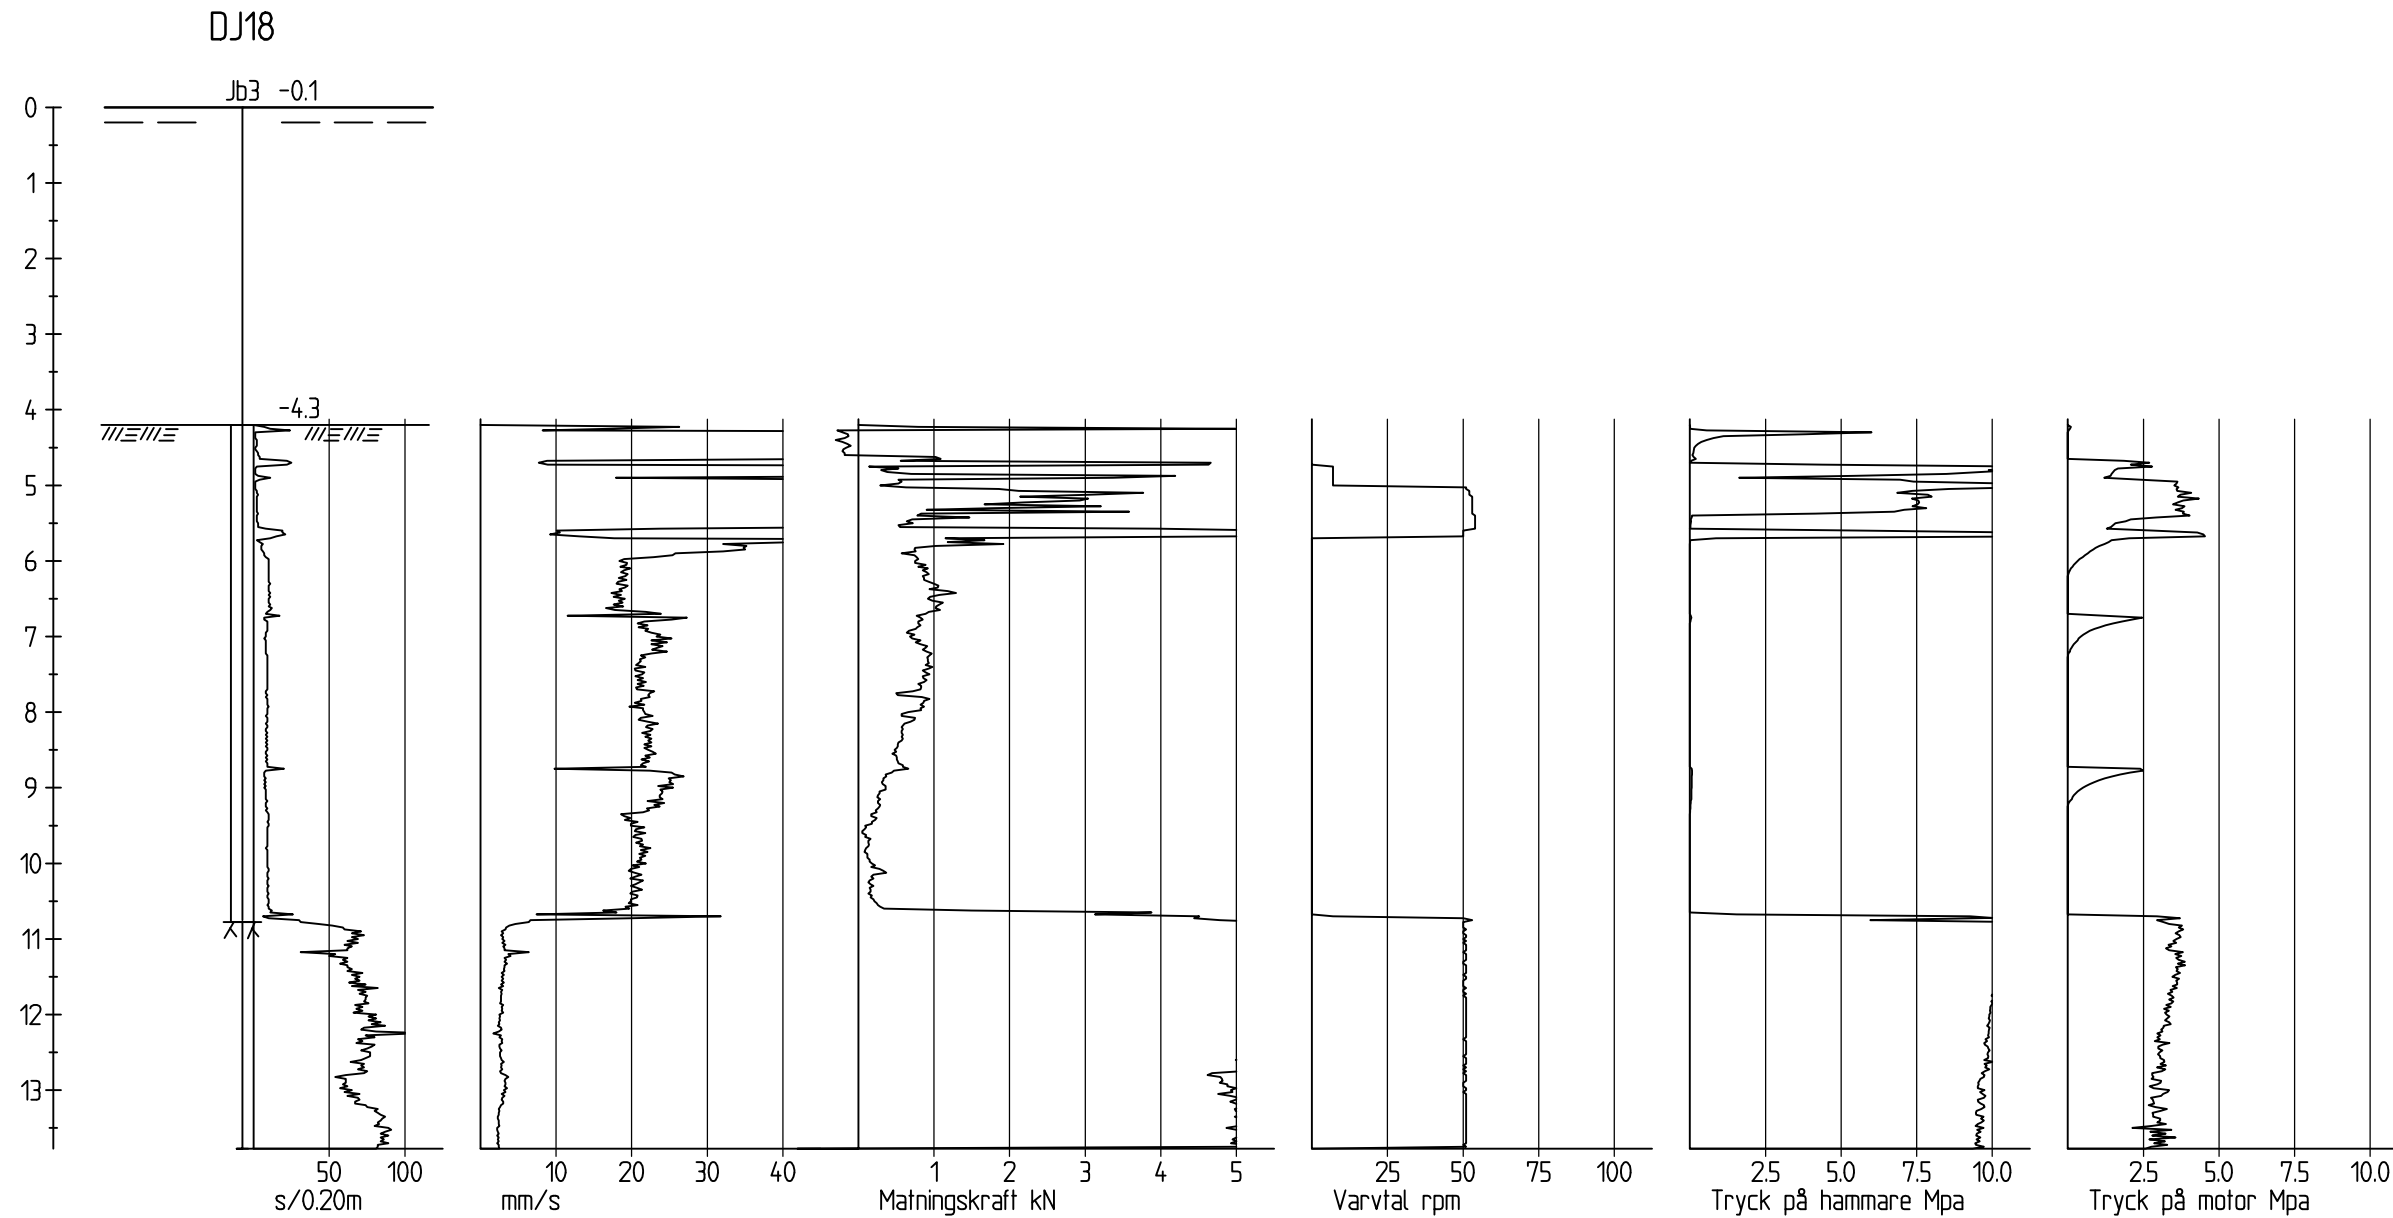 DJ18
Jb3 -0.1
0
1
2
3
4
-4.3
5
6
7
8
9
10
11
12
13
50 100
10 20 30 40
1 2 3 4 5
25 50 75 100
2.5 5.0 7.5 10.0
2.5 5.0 7.5 10.0
s/0.20m
mm/s
Matningskraft kN
Varvtal rpm
Tryck på hammare Mpa
Tryck på motor Mpa